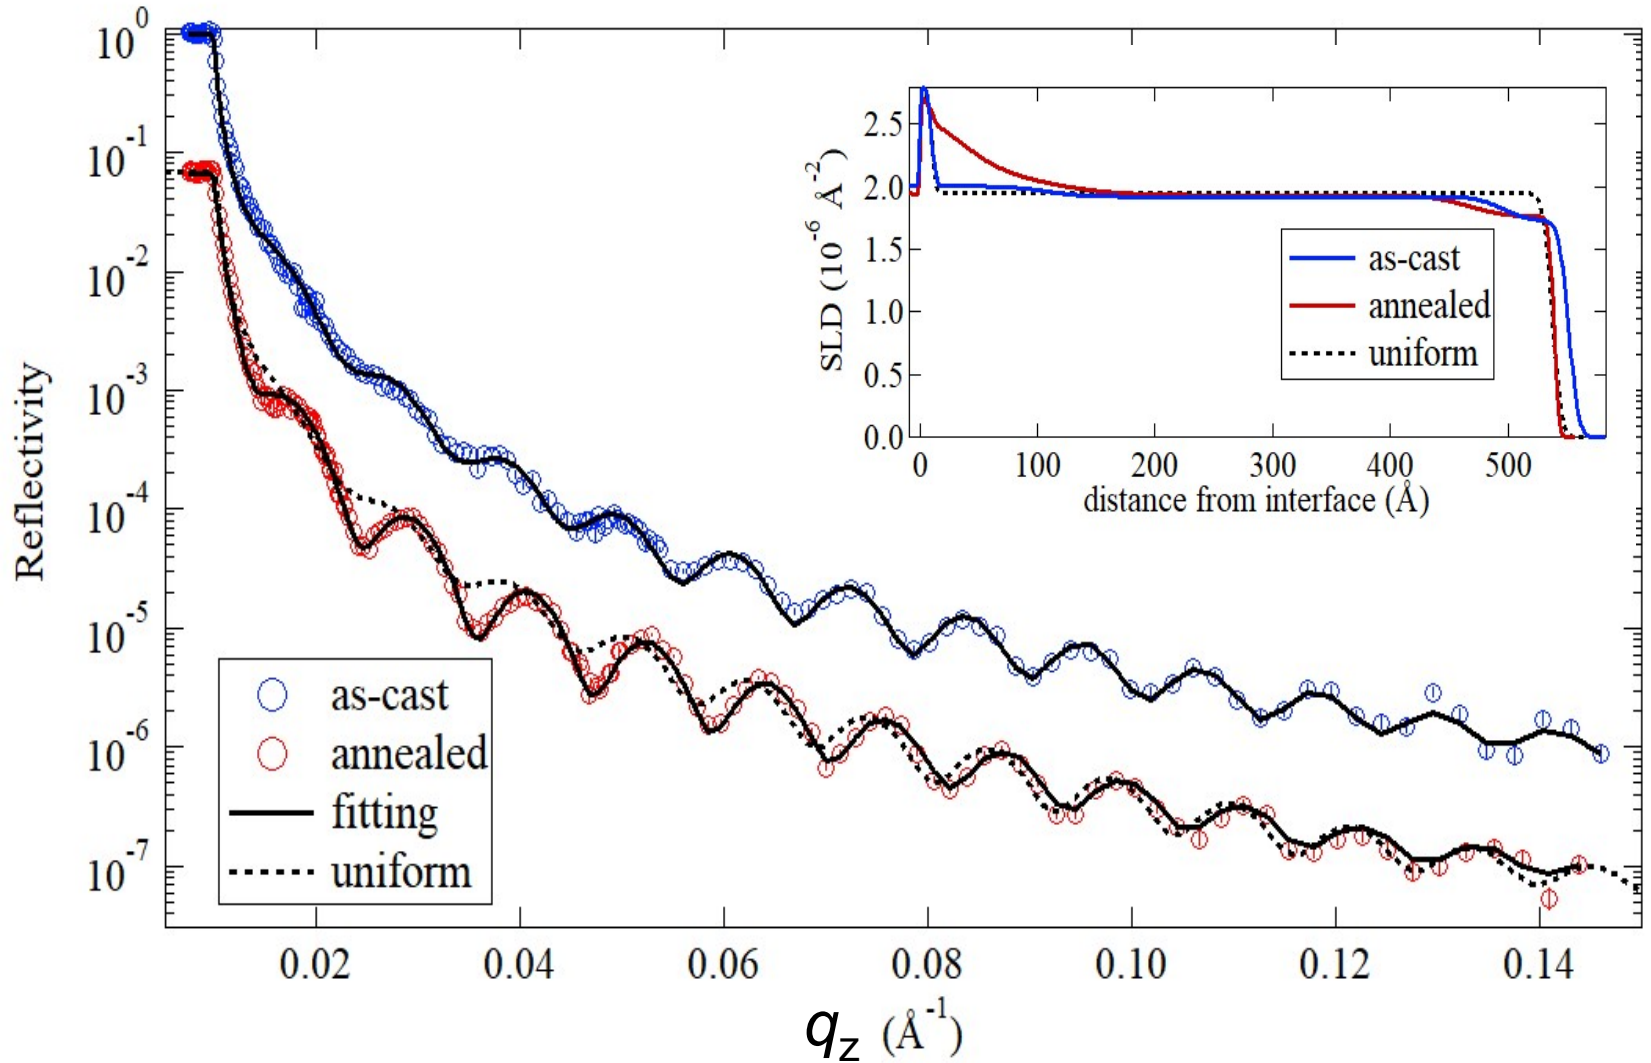 Reflectivity
10^0
10^-1
10^-2
10^-3
10^-4
10^-5
10^-6
10^-7
as-cast
annealed
fitting
uniform
0.02 0.04 0.06 0.08 0.10 0.12 0.14
q_z (Å^-1)
SLD (10^-6 Å^-2)
2.5
2.0
1.5
1.0
0.5
0.0
as-cast
annealed
uniform
0 100 200 300 400 500
distance from interface (Å)